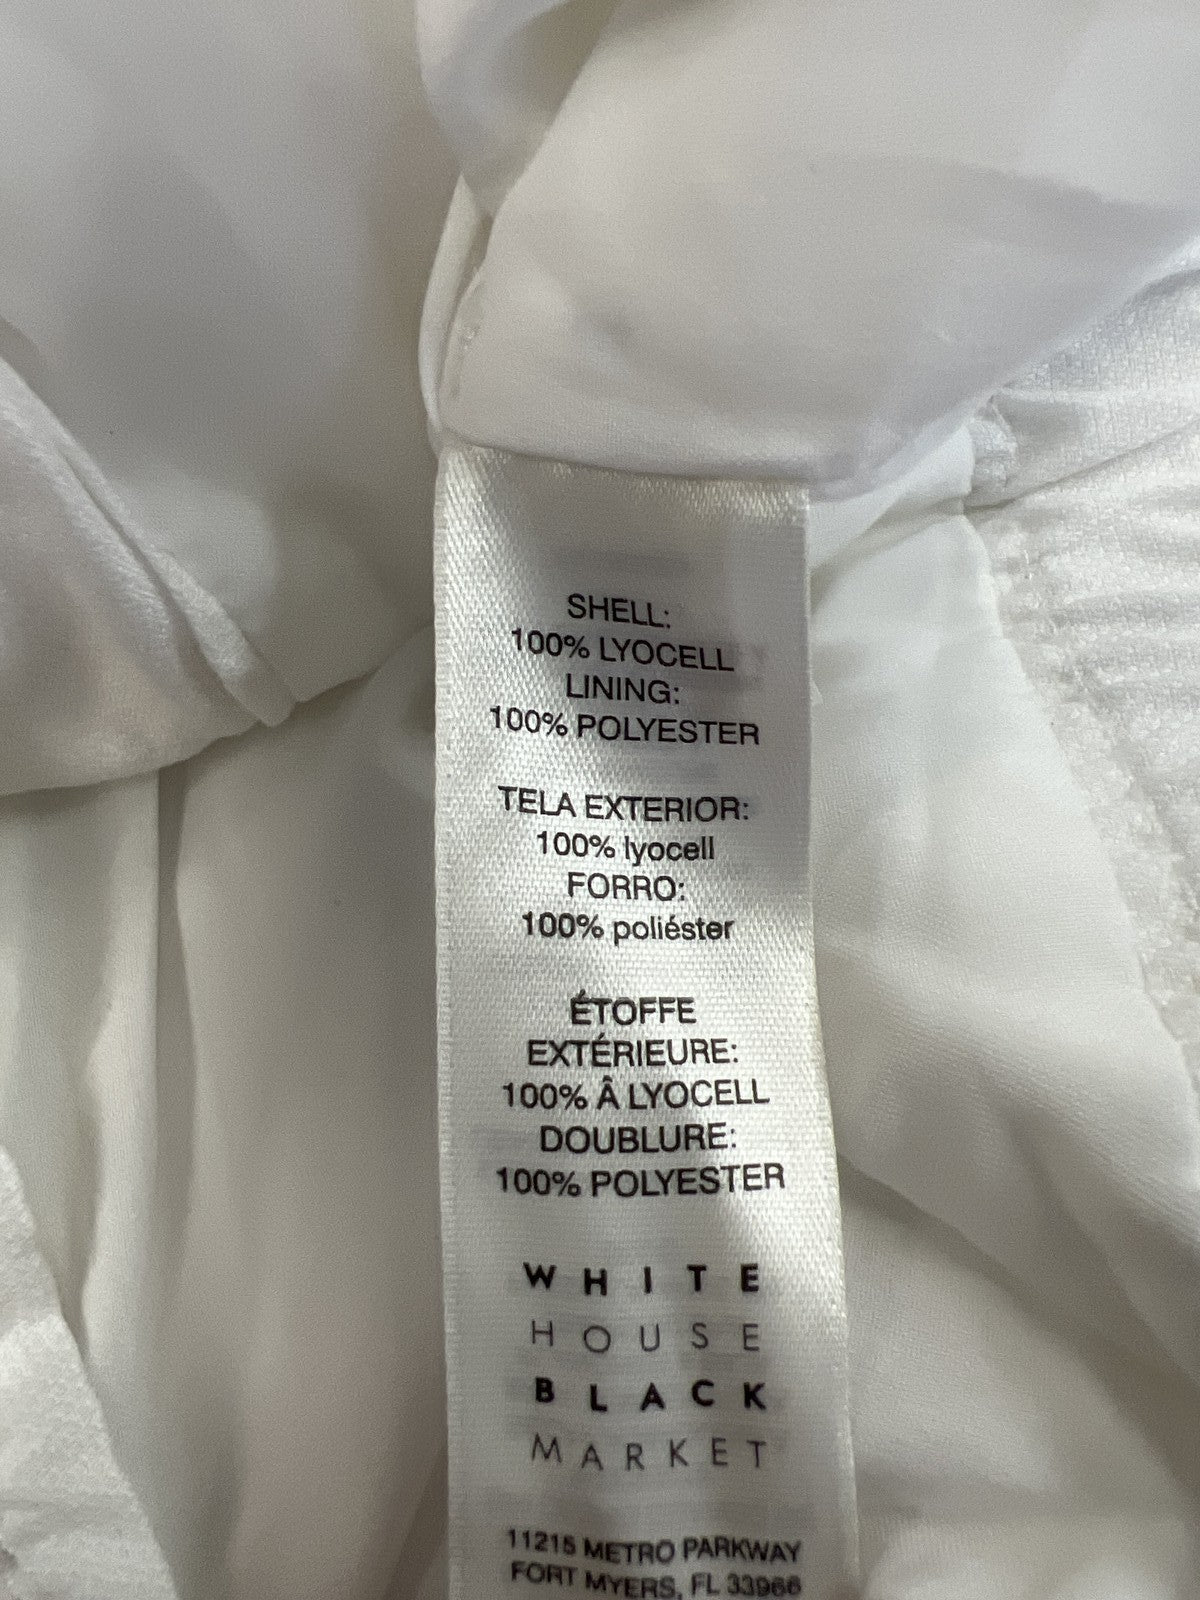 SHELL:
100% LYOCELL
LINING:
100% POLYESTER
TELA EXTERIOR:
100% lyocell
FORRO:
100% poliéster
ÉTOFFE
EXTÉRIEURE:
100% Â LYOCELL
DOUBLURE:
100% POLYESTER
WHITE
HOUSE
BLACK
MARKET
11215 METRO PARKWAY
FORT MYERS, FL 33966